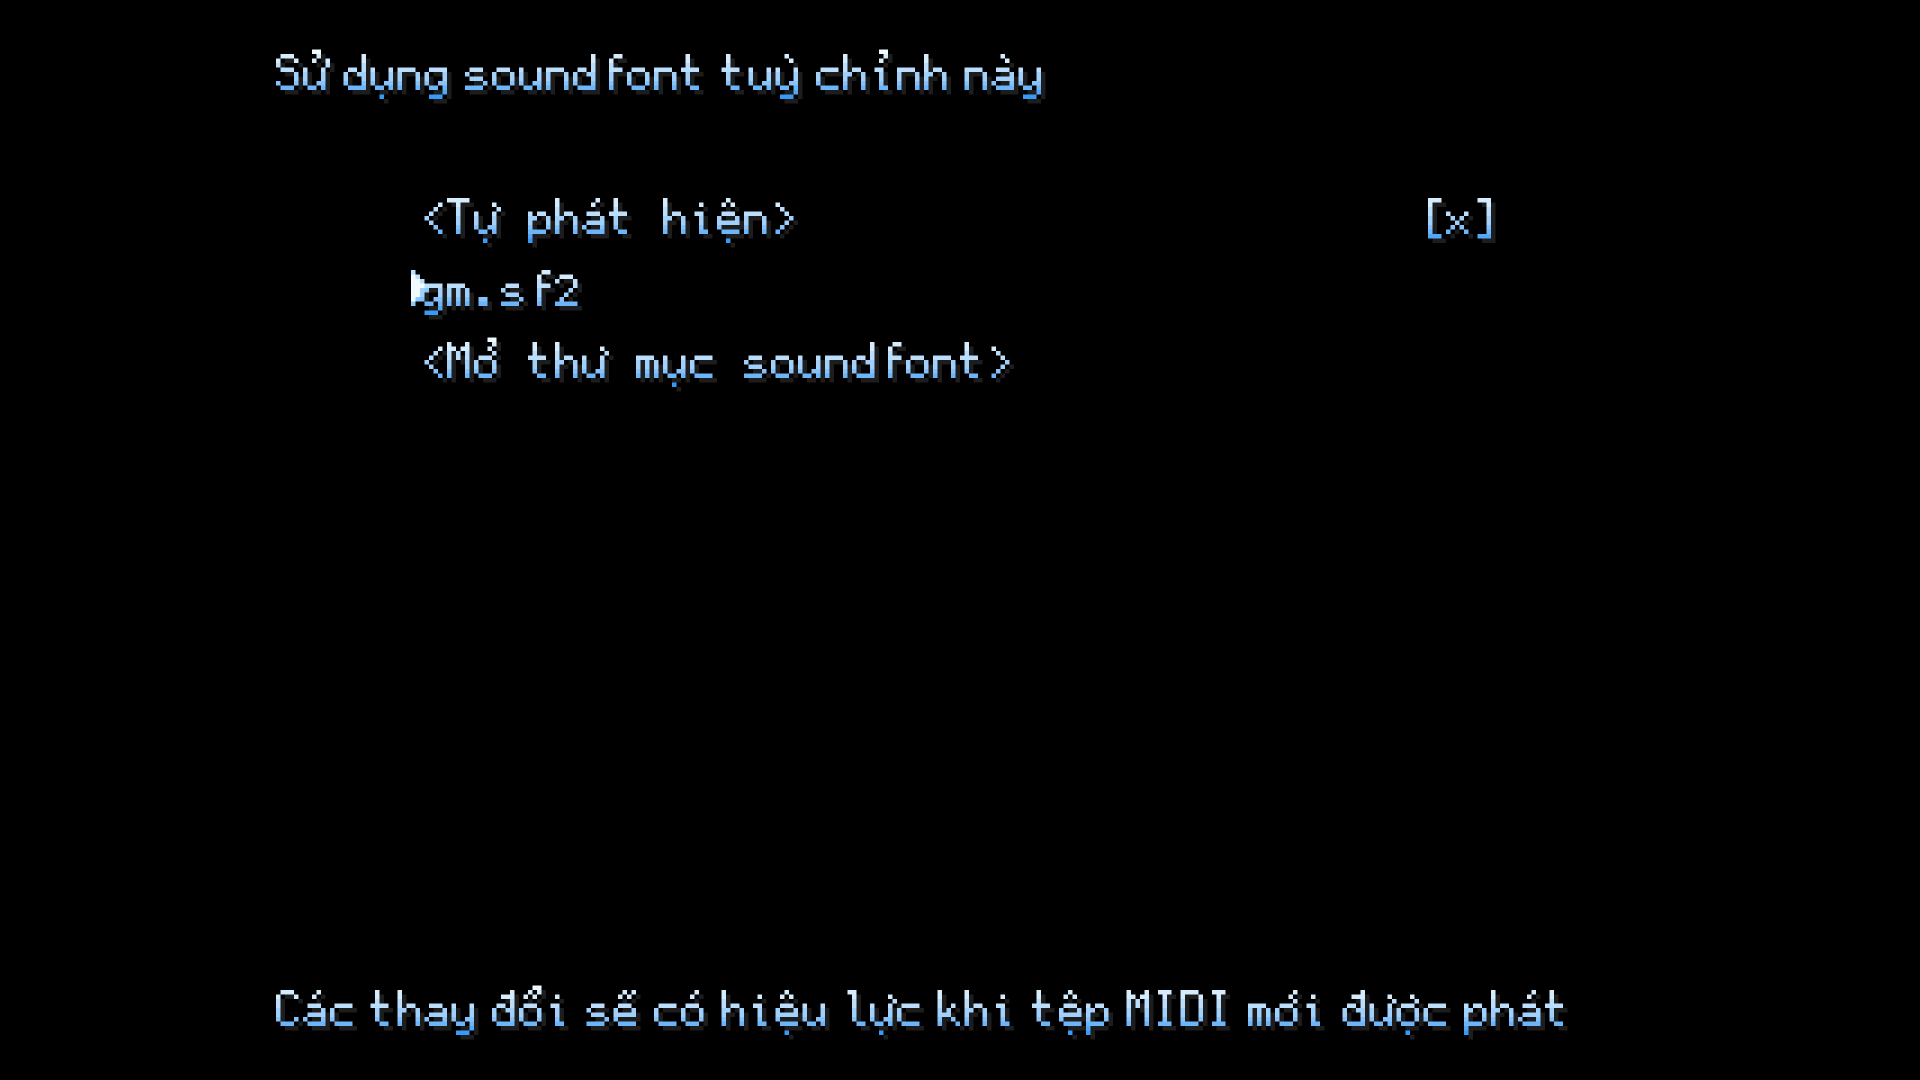 Sử dụng soundfont tuỳ chỉnh này
<Tự phát hiện> [x]
gm.sf2
<Mở thư mục soundfont>
Các thay đổi sẽ có hiệu lực khi tệp MIDI mới được phát